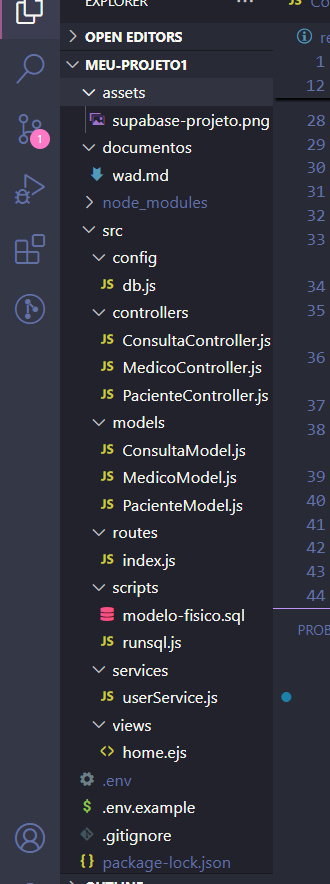 EXPLORER
OPEN EDITORS
MEU-PROJETO1
assets
supabase-projeto.png
documentos
wad.md
node_modules
src
config
JS db.js
controllers
JS ConsultaController.js
JS MedicoController.js
JS PacienteController.js
models
JS ConsultaModel.js
JS MedicoModel.js
JS PacienteModel.js
routes
JS index.js
scripts
modelo-fisico.sql
JS runsql.js
services
JS userService.js
views
<> home.ejs
.env
$ .env.example
.gitignore
{} package-lock.json
OUTLINE
1
JS Co
re
1
12
28
29
30
31
32
33
34
35
36
37
38
39
40
41
42
43
44
PROB